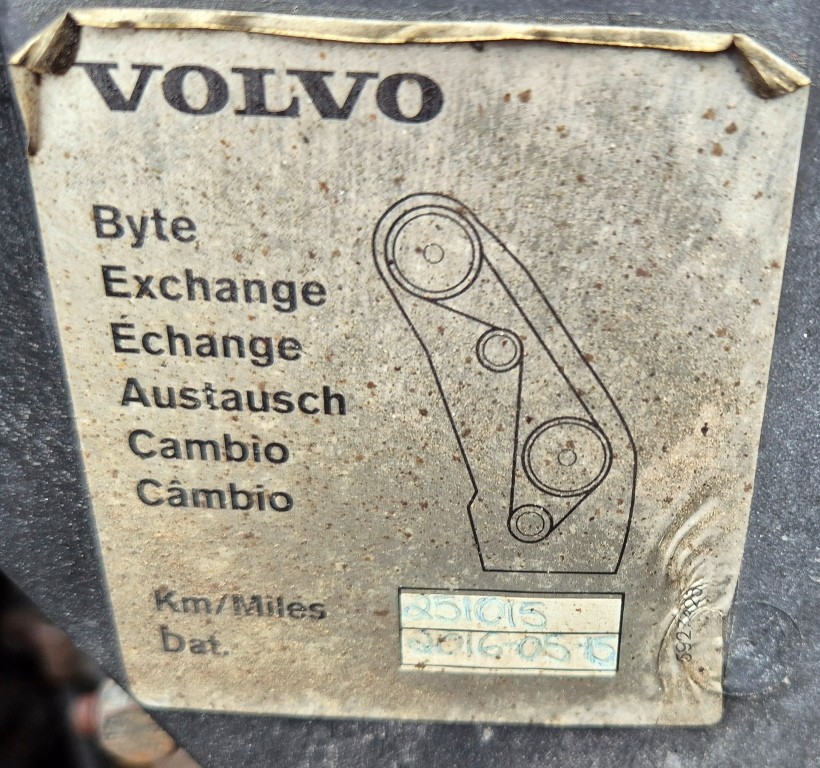 VOLVO
Byte
Exchange
Échange
Austausch
Cambio
Câmbio
Km/Miles 251015
Dat. 2016-05-15